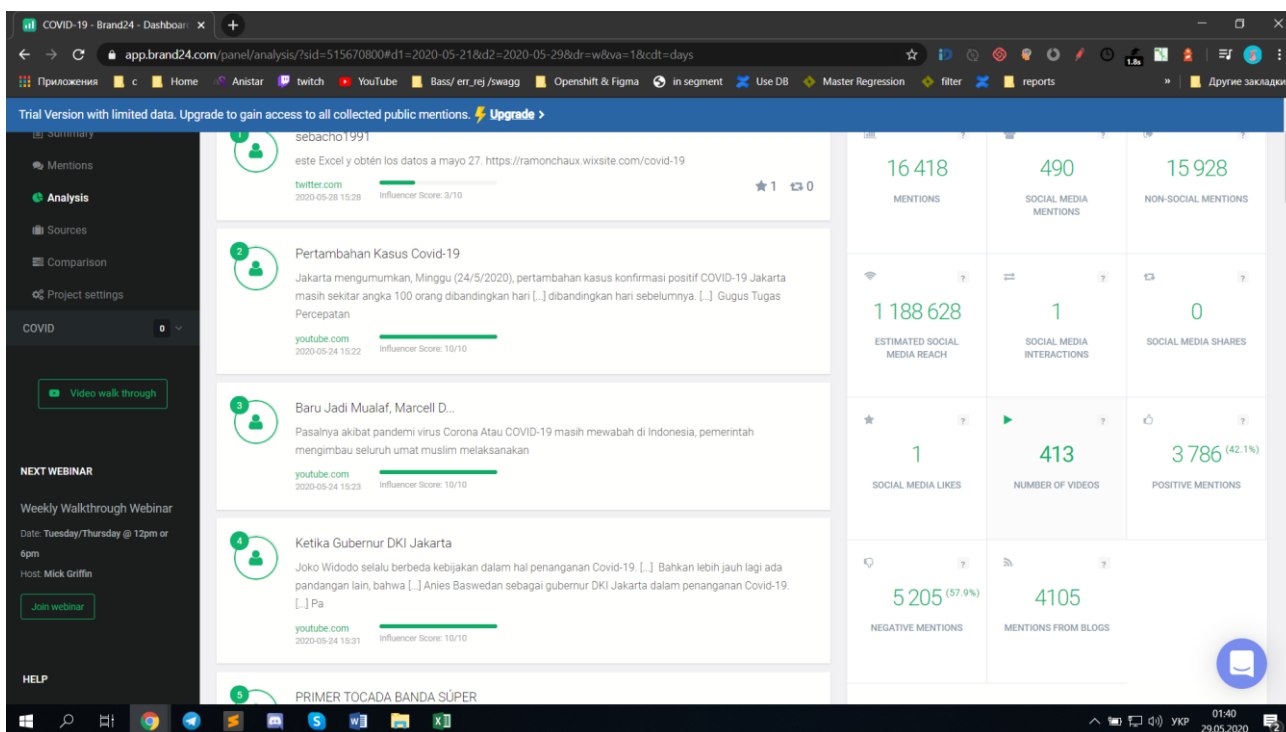 COVID-19 - Brand24 - Dashboar
app.brand24.com/panel/analysis/?sid=515670800#d1=2020-05-21&d2=2020-05-29&dr=w&va=1&cdt=days
1.8s
Приложения
с
Home
Anistar
twitch
YouTube
Bass/ err_rej /swagg
Openshift & Figma
in segment
Use DB
Master Regression
filter
reports
»
Другие закладки
Trial Version with limited data. Upgrade to gain access to all collected public mentions. Upgrade >
Summary
Mentions
Analysis
Sources
Comparison
Project settings
COVID 0
Video walk through
NEXT WEBINAR
Weekly Walkthrough Webinar
Date: Tuesday/Thursday @ 12pm or
6pm
Host: Mick Griffin
Join webinar
HELP
1
sebacho1991
este Excel y obtén los datos a mayo 27. https://ramonchaux.wixsite.com/covid-19
twitter.com
2020-05-28 15:28 Influencer Score: 3/10
1 0
2
Pertambahan Kasus Covid-19
Jakarta mengumumkan, Minggu (24/5/2020), pertambahan kasus konfirmasi positif COVID-19 Jakarta
masih sekitar angka 100 orang dibandingkan hari [...] dibandingkan hari sebelumnya. [...] Gugus Tugas
Percepatan
youtube.com
2020-05-24 15:22 Influencer Score: 10/10
3
Baru Jadi Mualaf, Marcell D...
Pasalnya akibat pandemi virus Corona Atau COVID-19 masih mewabah di Indonesia, pemerintah
mengimbau seluruh umat muslim melaksanakan
youtube.com
2020-05-24 15:23 Influencer Score: 10/10
4
Ketika Gubernur DKI Jakarta
Joko Widodo selalu berbeda kebijakan dalam hal penanganan Covid-19. [...] Bahkan lebih jauh lagi ada
pandangan lain, bahwa [...] Anies Baswedan sebagai gubernur DKI Jakarta dalam penanganan Covid-19.
[...] Pa
youtube.com
2020-05-24 15:31 Influencer Score: 10/10
5
PRIMER TOCADA BANDA SÚPER
? ? ?
16 418 490 15 928
MENTIONS SOCIAL MEDIA NON-SOCIAL MENTIONS
MENTIONS
? ? ?
1 188 628 1 0
ESTIMATED SOCIAL SOCIAL MEDIA SOCIAL MEDIA SHARES
MEDIA REACH INTERACTIONS
? ? ?
1 413 3 786 (42.1%)
SOCIAL MEDIA LIKES NUMBER OF VIDEOS POSITIVE MENTIONS
? ?
5 205 (57.9%) 4105
NEGATIVE MENTIONS MENTIONS FROM BLOGS
УКР
01:40
29.05.2020
2